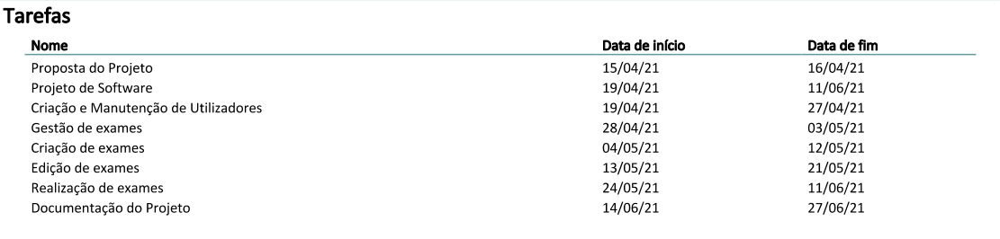 Tarefas
Nome Data de início Data de fim
Proposta do Projeto 15/04/21 16/04/21
Projeto de Software 19/04/21 11/06/21
Criação e Manutenção de Utilizadores 19/04/21 27/04/21
Gestão de exames 28/04/21 03/05/21
Criação de exames 04/05/21 12/05/21
Edição de exames 13/05/21 21/05/21
Realização de exames 24/05/21 11/06/21
Documentação do Projeto 14/06/21 27/06/21